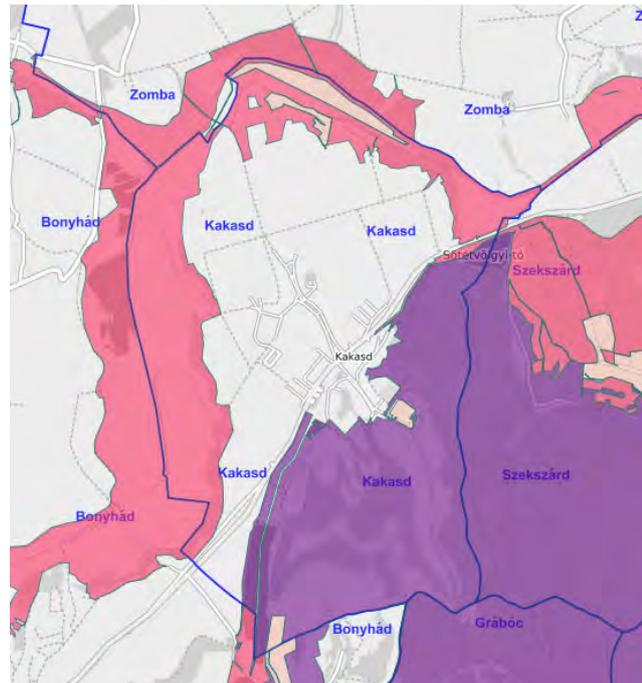 Z
Zomba
Zomba
Bonyhád
Kakasd
Kakasd
Sötétvölgyi-tó
Szekszárd
Kakasd
Kakasd
Kakasd
Szekszárd
Bonyhád
Bonyhád
Grábóc